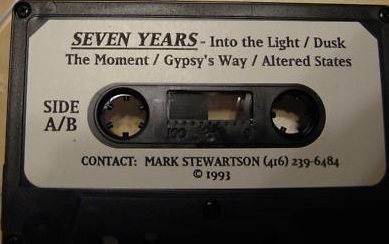 SEVEN YEARS - Into the Light / Dusk
The Moment / Gypsy's Way / Altered States
SIDE
A/B
100
CONTACT: MARK STEWARTSON (416) 239-6484
© 1993